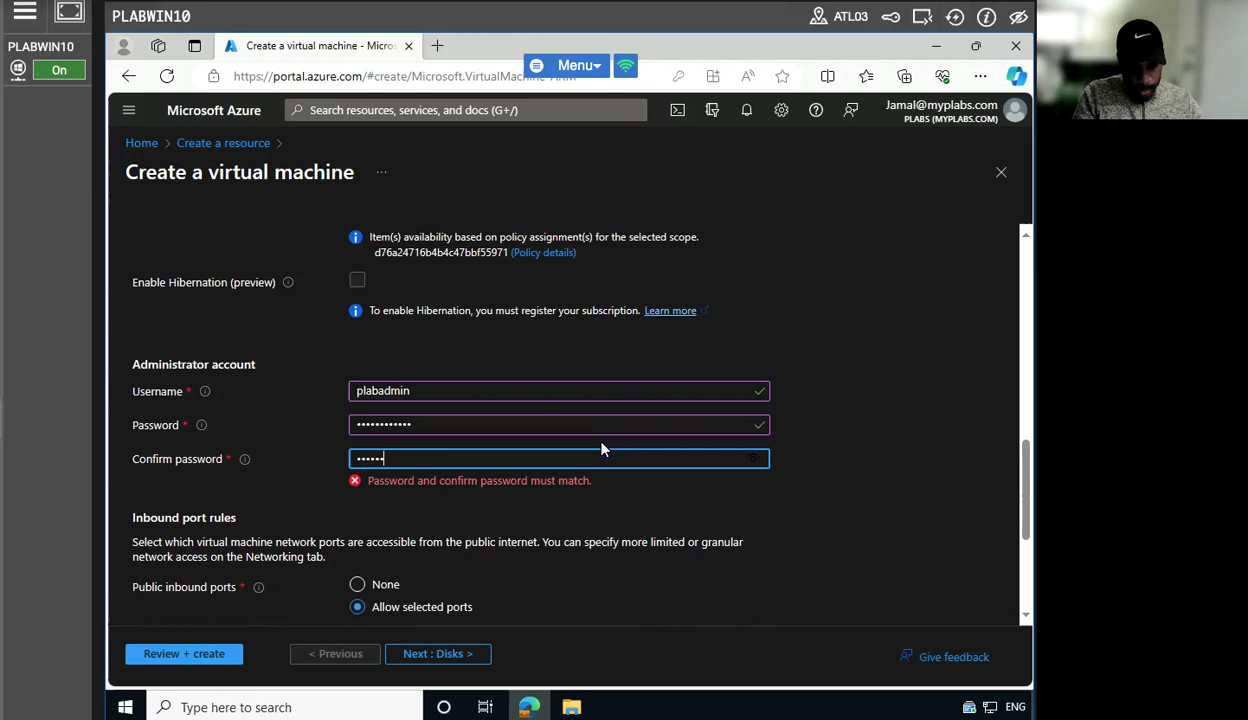 PLABWIN10
ATL03
PLABWIN10
On
Create a virtual machine - Micros
Menu
https://portal.azure.com/#create/Microsoft.VirtualMachine-ARM
Microsoft Azure
Search resources, services, and docs (G+/)
Jamal@myplabs.com
PLABS (MYPLABS.COM)
Home > Create a resource >
Create a virtual machine
...
Item(s) availability based on policy assignment(s) for the selected scope.
d76a24716b4b4c47bbf55971 (Policy details)
Enable Hibernation (preview)
To enable Hibernation, you must register your subscription. Learn more
Administrator account
Username *
plabadmin
Password *
••••••••••••
Confirm password *
••••••
Password and confirm password must match.
Inbound port rules
Select which virtual machine network ports are accessible from the public internet. You can specify more limited or granular
network access on the Networking tab.
Public inbound ports *
None
Allow selected ports
Review + create
< Previous
Next : Disks >
Give feedback
Type here to search
ENG